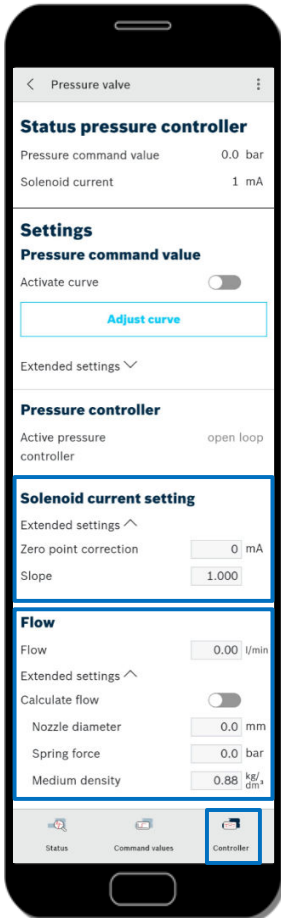 Pressure valve
Status pressure controller
Pressure command value 0.0 bar
Solenoid current 1 mA
Settings
Pressure command value
Activate curve
Adjust curve
Extended settings
Pressure controller
Active pressure controller open loop
Solenoid current setting
Extended settings
Zero point correction 0 mA
Slope 1.000
Flow
Flow 0.00 l/min
Extended settings
Calculate flow
Nozzle diameter 0.0 mm
Spring force 0.0 bar
Medium density 0.88 kg/dm³
Status Command values Controller